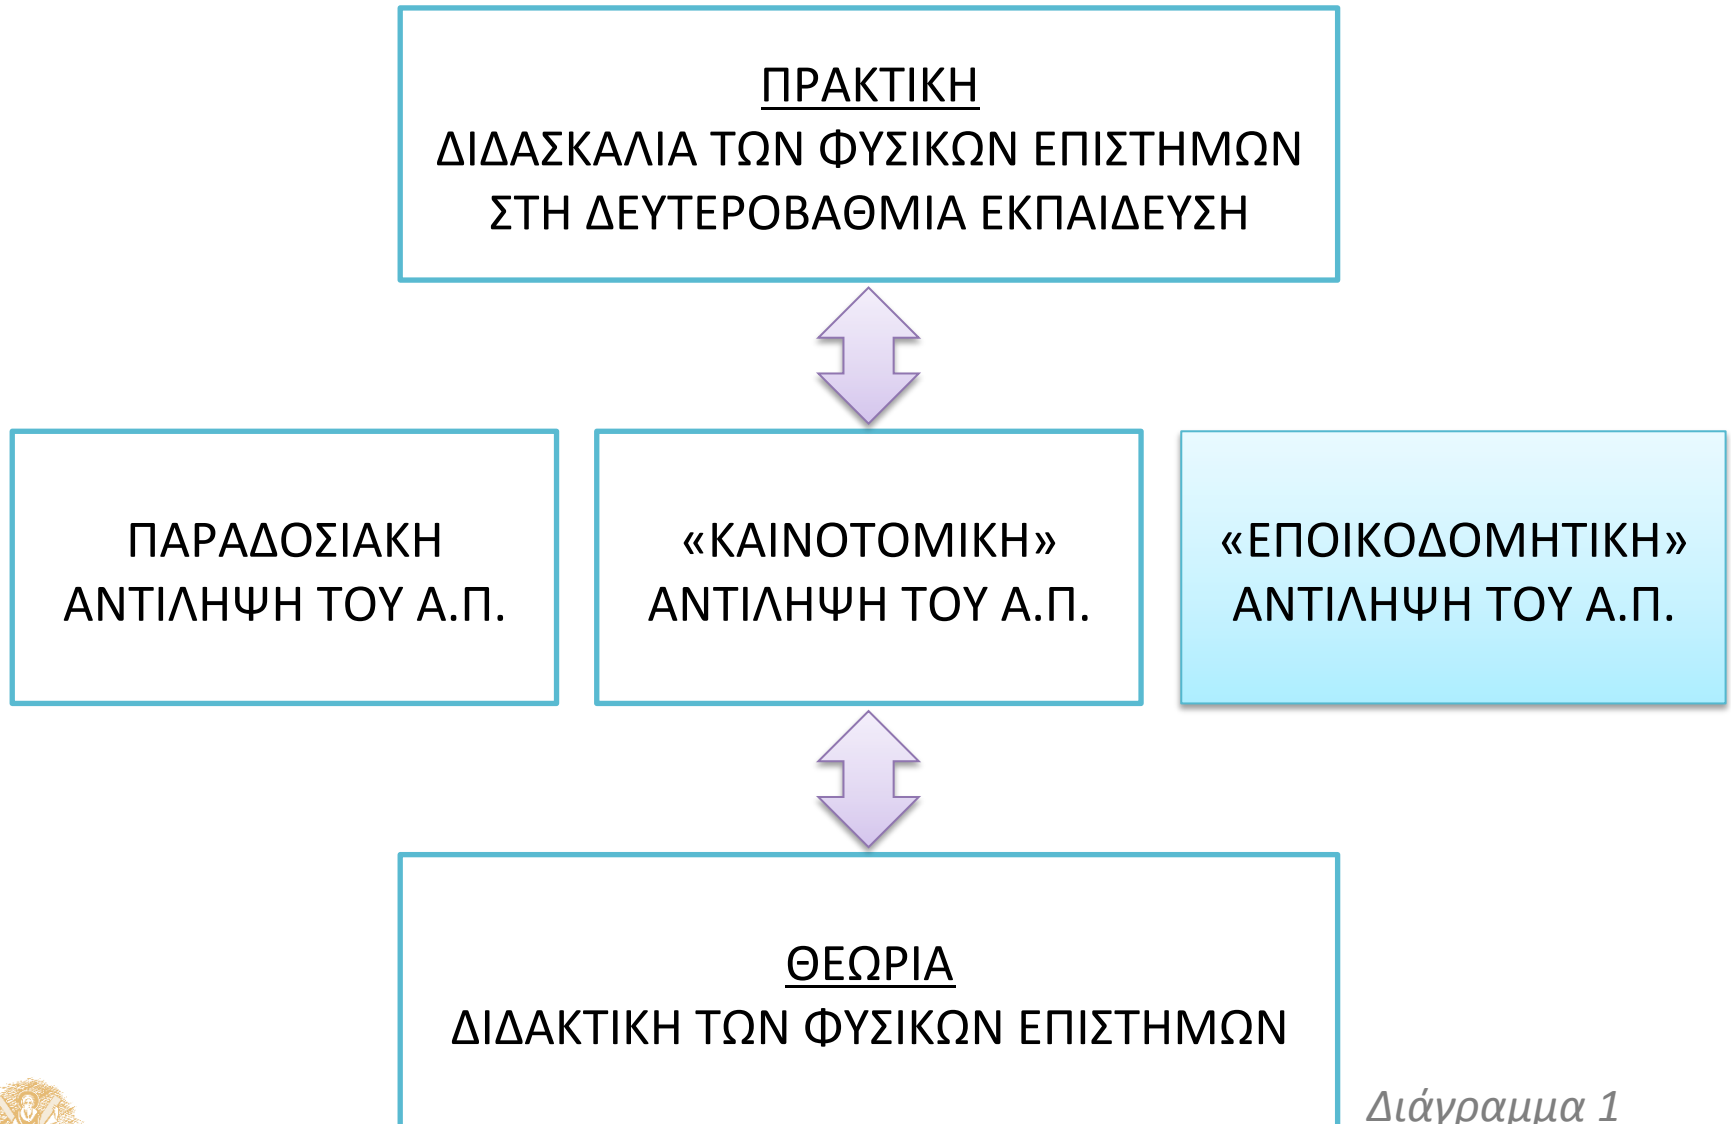 ΠΡΑΚΤΙΚΗ
ΔΙΔΑΣΚΑΛΙΑ ΤΩΝ ΦΥΣΙΚΩΝ ΕΠΙΣΤΗΜΩΝ
ΣΤΗ ΔΕΥΤΕΡΟΒΑΘΜΙΑ ΕΚΠΑΙΔΕΥΣΗ
ΠΑΡΑΔΟΣΙΑΚΗ
ΑΝΤΙΛΗΨΗ ΤΟΥ Α.Π.
«ΚΑΙΝΟΤΟΜΙΚΗ»
ΑΝΤΙΛΗΨΗ ΤΟΥ Α.Π.
«ΕΠΟΙΚΟΔΟΜΗΤΙΚΗ»
ΑΝΤΙΛΗΨΗ ΤΟΥ Α.Π.
ΘΕΩΡΙΑ
ΔΙΔΑΚΤΙΚΗ ΤΩΝ ΦΥΣΙΚΩΝ ΕΠΙΣΤΗΜΩΝ
Διάγραμμα 1